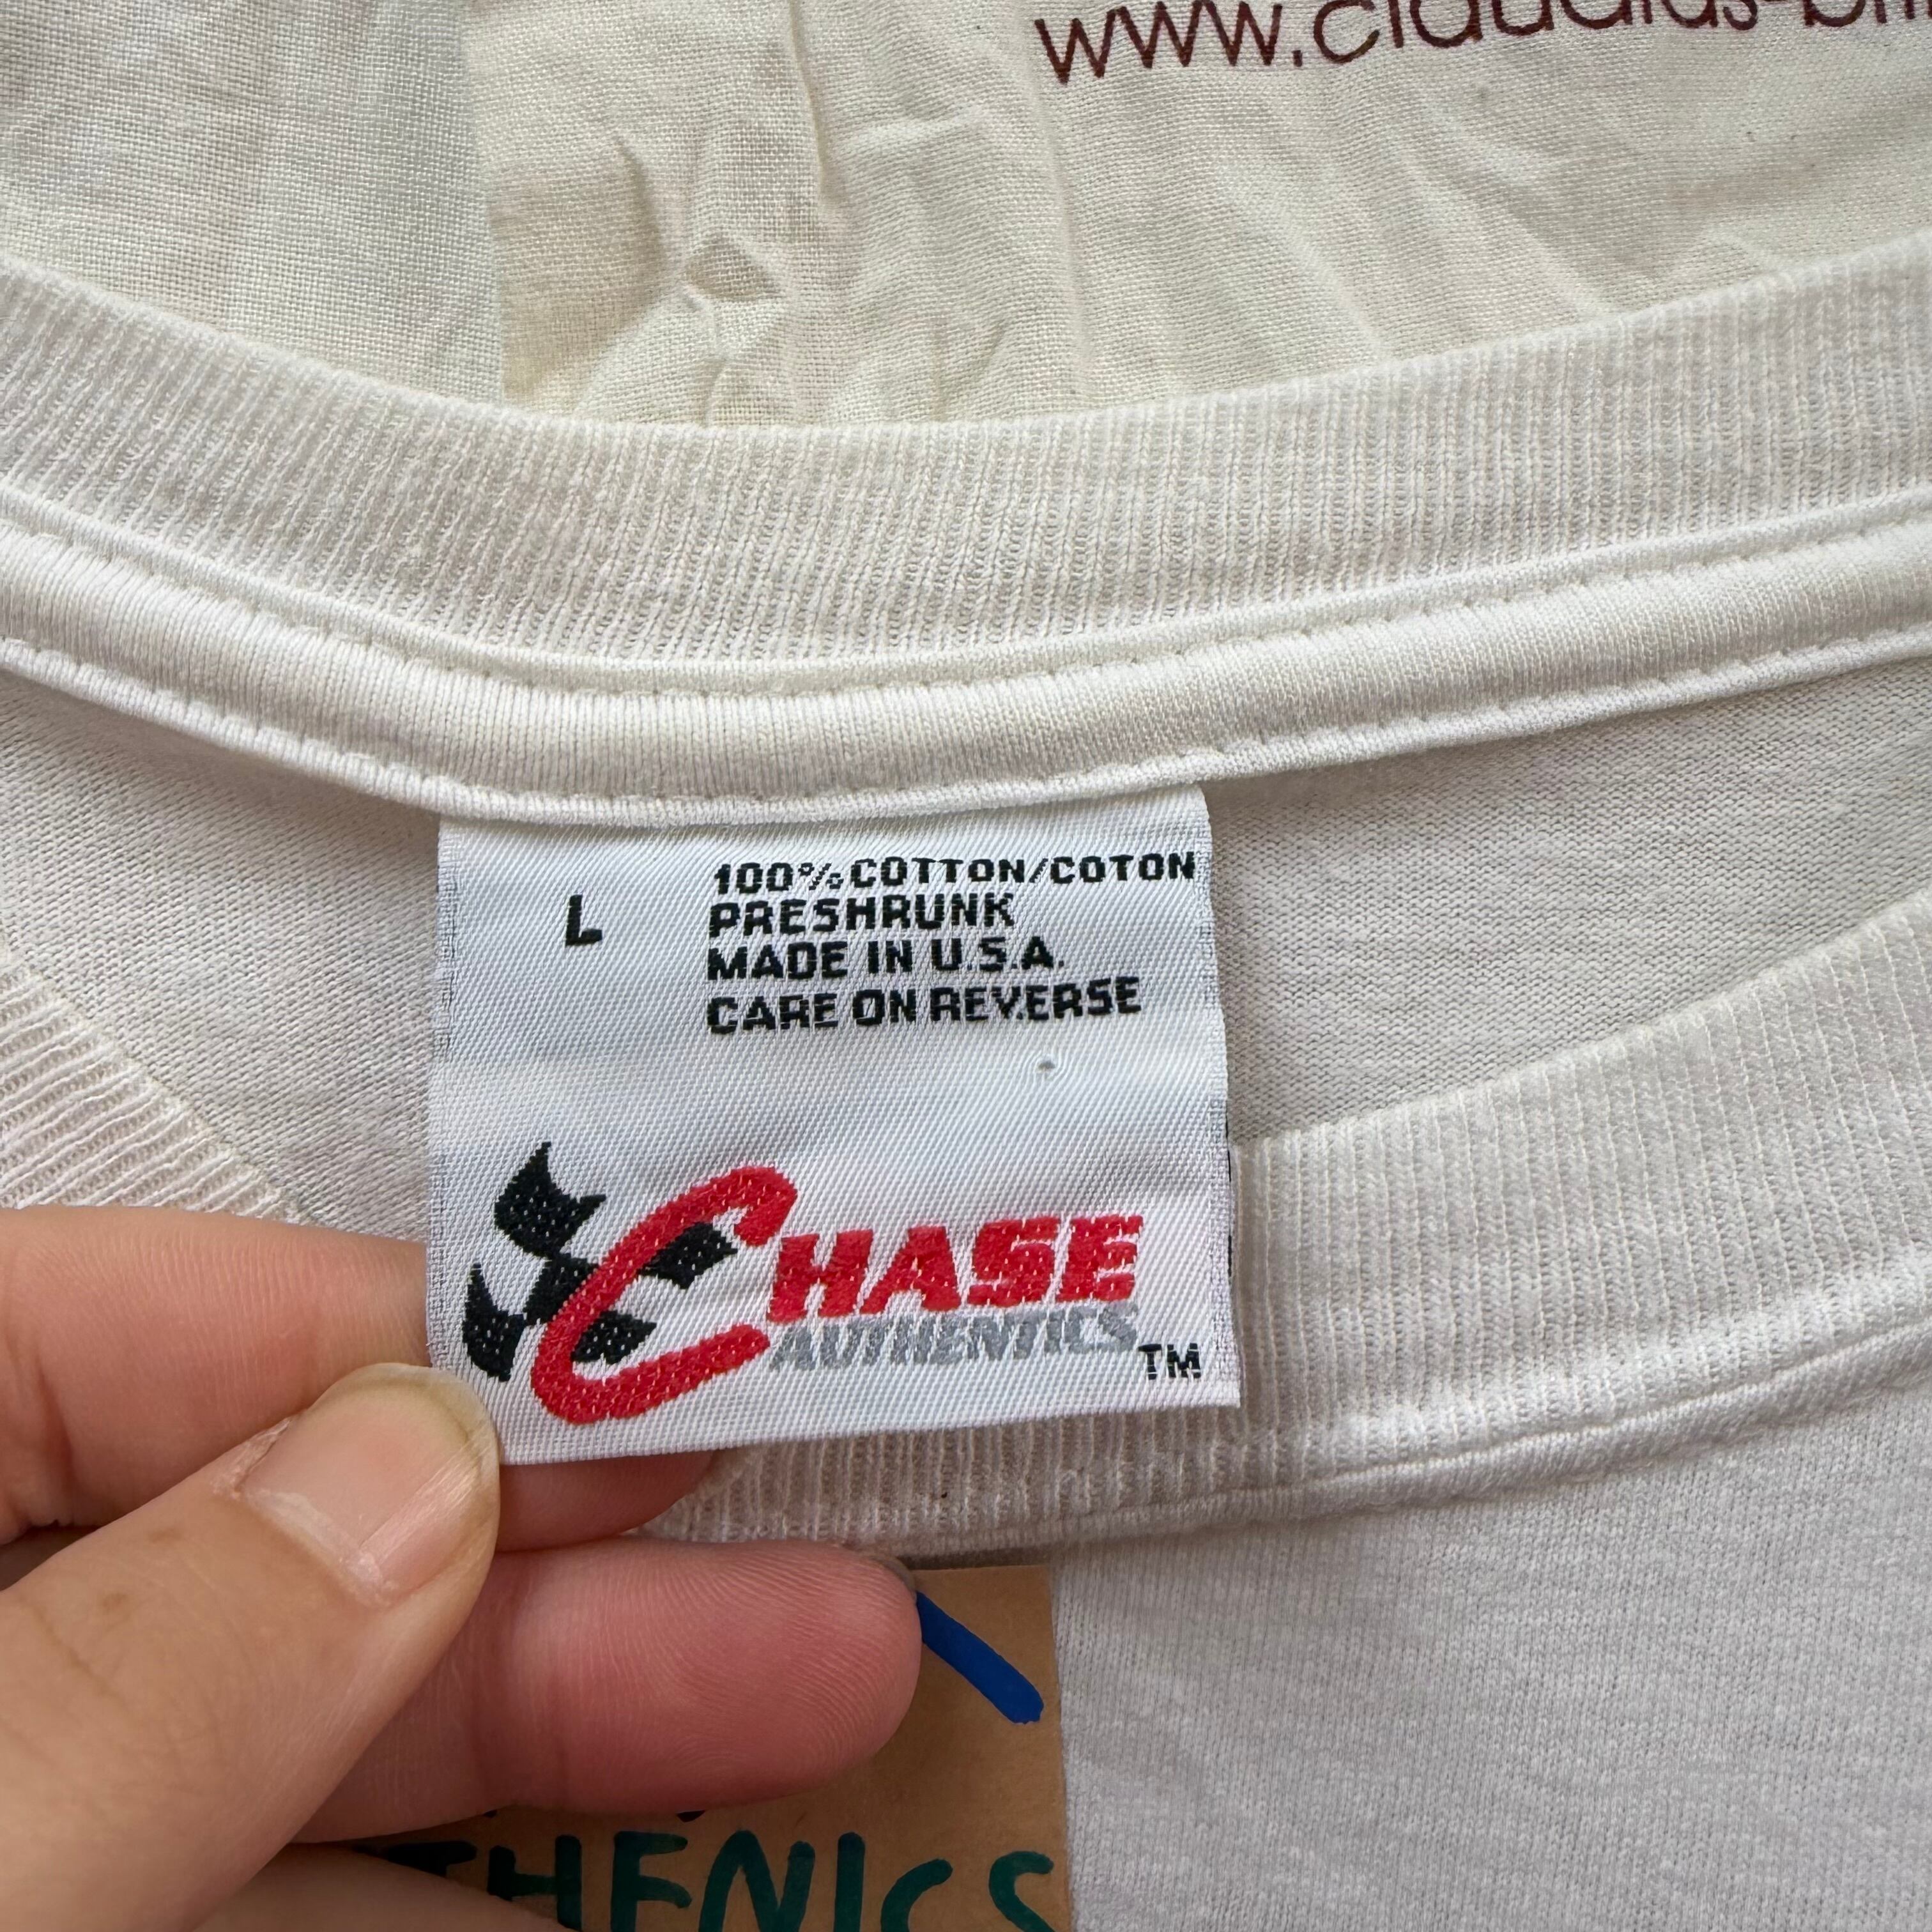 L
100% COTTON/COTON
PRESHRUNK
MADE IN U.S.A.
CARE ON REVERSE
CHASE
AUTHENTICS
TM